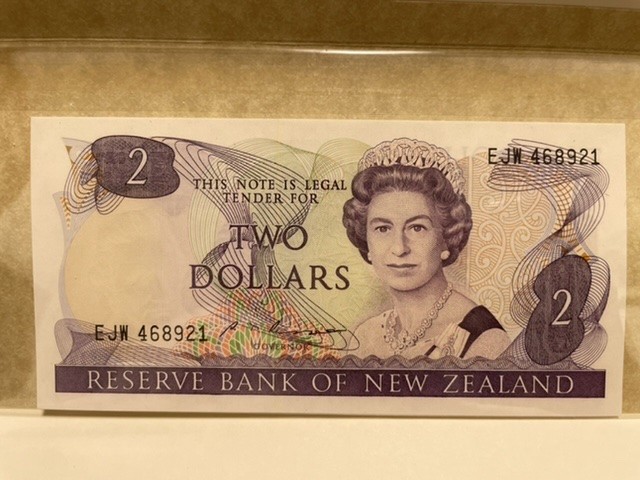 2
EJW 468921
THIS NOTE IS LEGAL
TENDER FOR
TWO
DOLLARS
2
EJW 468921
GOVERNOR
RESERVE BANK OF NEW ZEALAND